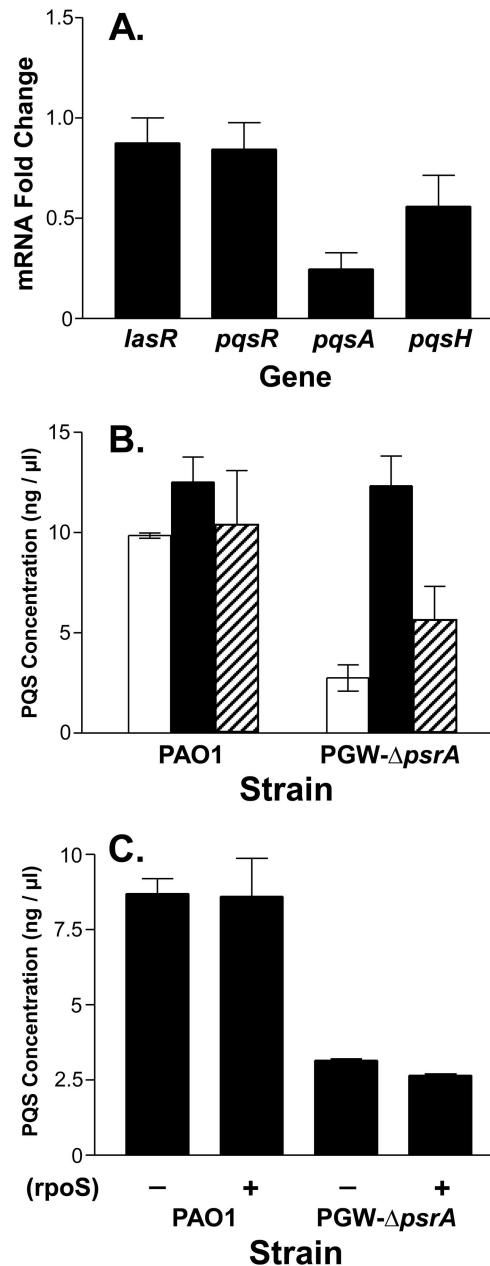 A.
mRNA Fold Change
1.5
1.0
0.5
0
lasR pqsR pqsA pqsH
Gene
B.
PQS Concentration (ng / µl)
15
10
5
0
PAO1 PGW-ΔpsrA
Strain
C.
PQS Concentration (ng / µl)
10
7.5
5
2.5
0
(rpoS) – + – +
PAO1 PGW-ΔpsrA
Strain